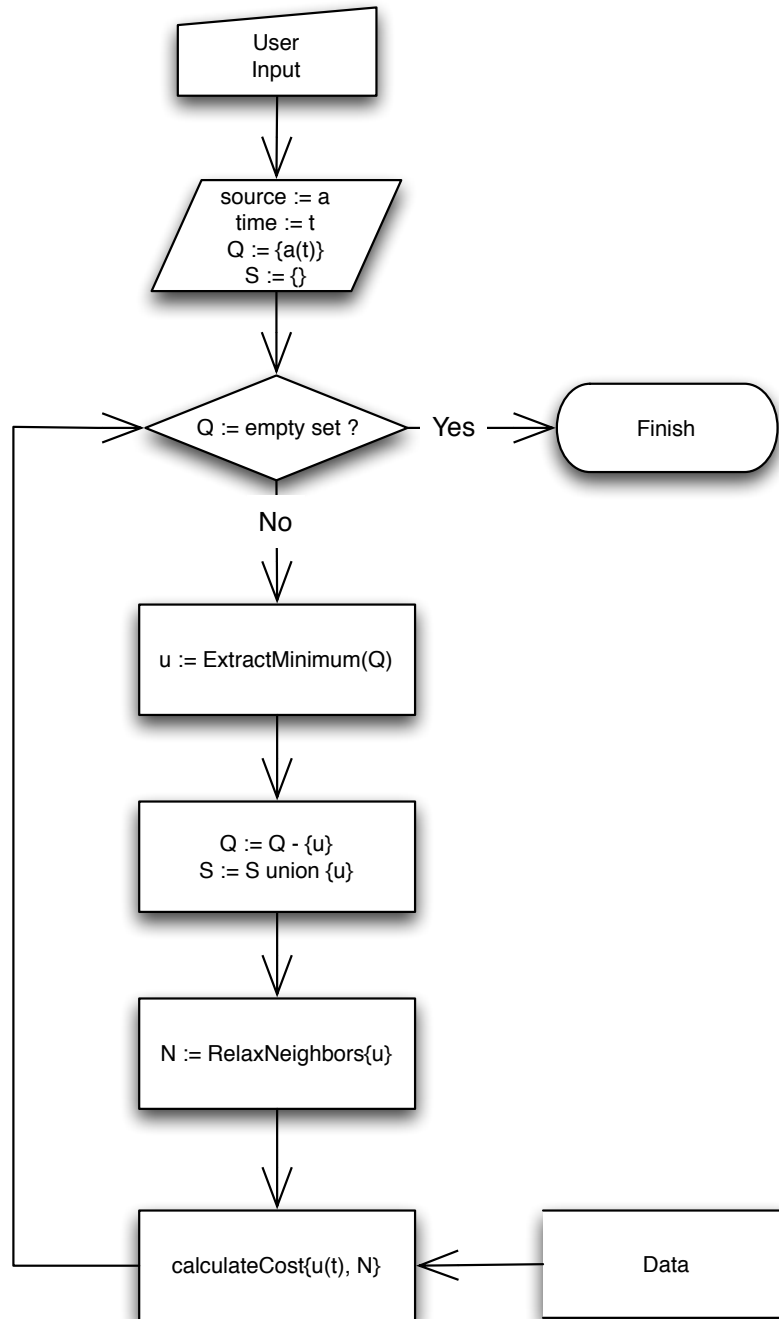 User
Input
source := a
time := t
Q := {a(t)}
S := {}
Q := empty set ?
Yes
Finish
No
u := ExtractMinimum(Q)
Q := Q - {u}
S := S union {u}
N := RelaxNeighbors{u}
calculateCost{u(t), N}
Data